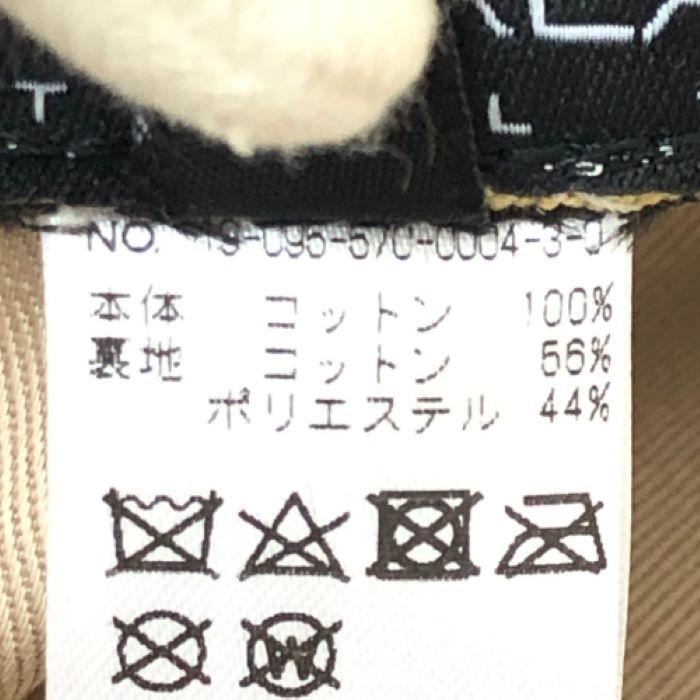 T
L
NO. 19-095-570-0004-3-0
本体 コットン 100%
裏地 コットン 56%
ポリエステル 44%
W